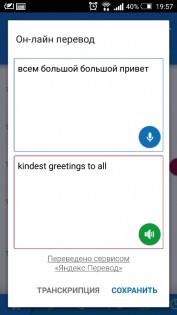 40% 19:57
Он-лайн перевод
всем большой большой привет
kindest greetings to all
Переведено сервисом
«Яндекс.Перевод»
ТРАНСКРИПЦИЯ СОХРАНИТЬ